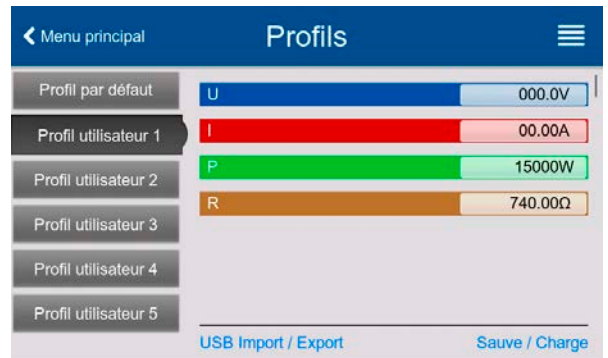 Menu principal
Profils
Profil par défaut
Profil utilisateur 1
Profil utilisateur 2
Profil utilisateur 3
Profil utilisateur 4
Profil utilisateur 5
U 000.0V
I 00.00A
P 15000W
R 740.00Ω
USB Import / Export
Sauve / Charge